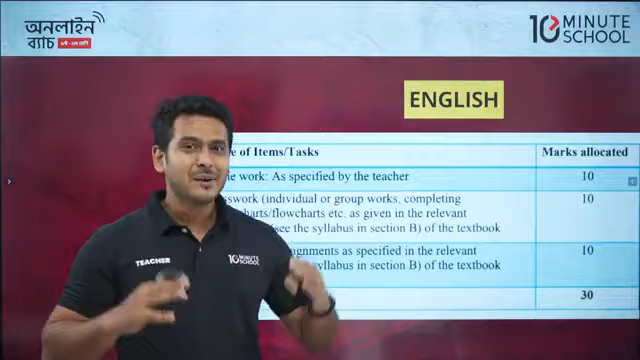 অনলাইন
ব্যাচ
10 MINUTE
SCHOOL
ENGLISH
of Items/Tasks
Marks allocated
work: As specified by the teacher
10
(individual or group works, completing
charts/flowcharts etc. as given in the relevant
(see the syllabus in section B) of the textbook
10
as specified in the relevant
syllabus in section B) of the textbook
10
30
TEACHER
10 MINUTE
SCHOOL